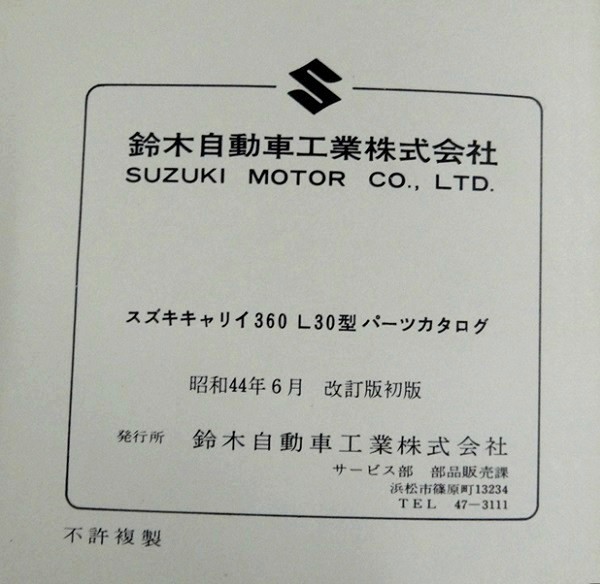 鈴木自動車工業株式会社
SUZUKI MOTOR CO., LTD.
スズキキャリイ360 L30型 パーツカタログ
昭和44年6月 改訂版初版
発行所 鈴木自動車工業株式会社
サービス部 部品販売課
浜松市篠原町13234
TEL 47-3111
不許複製